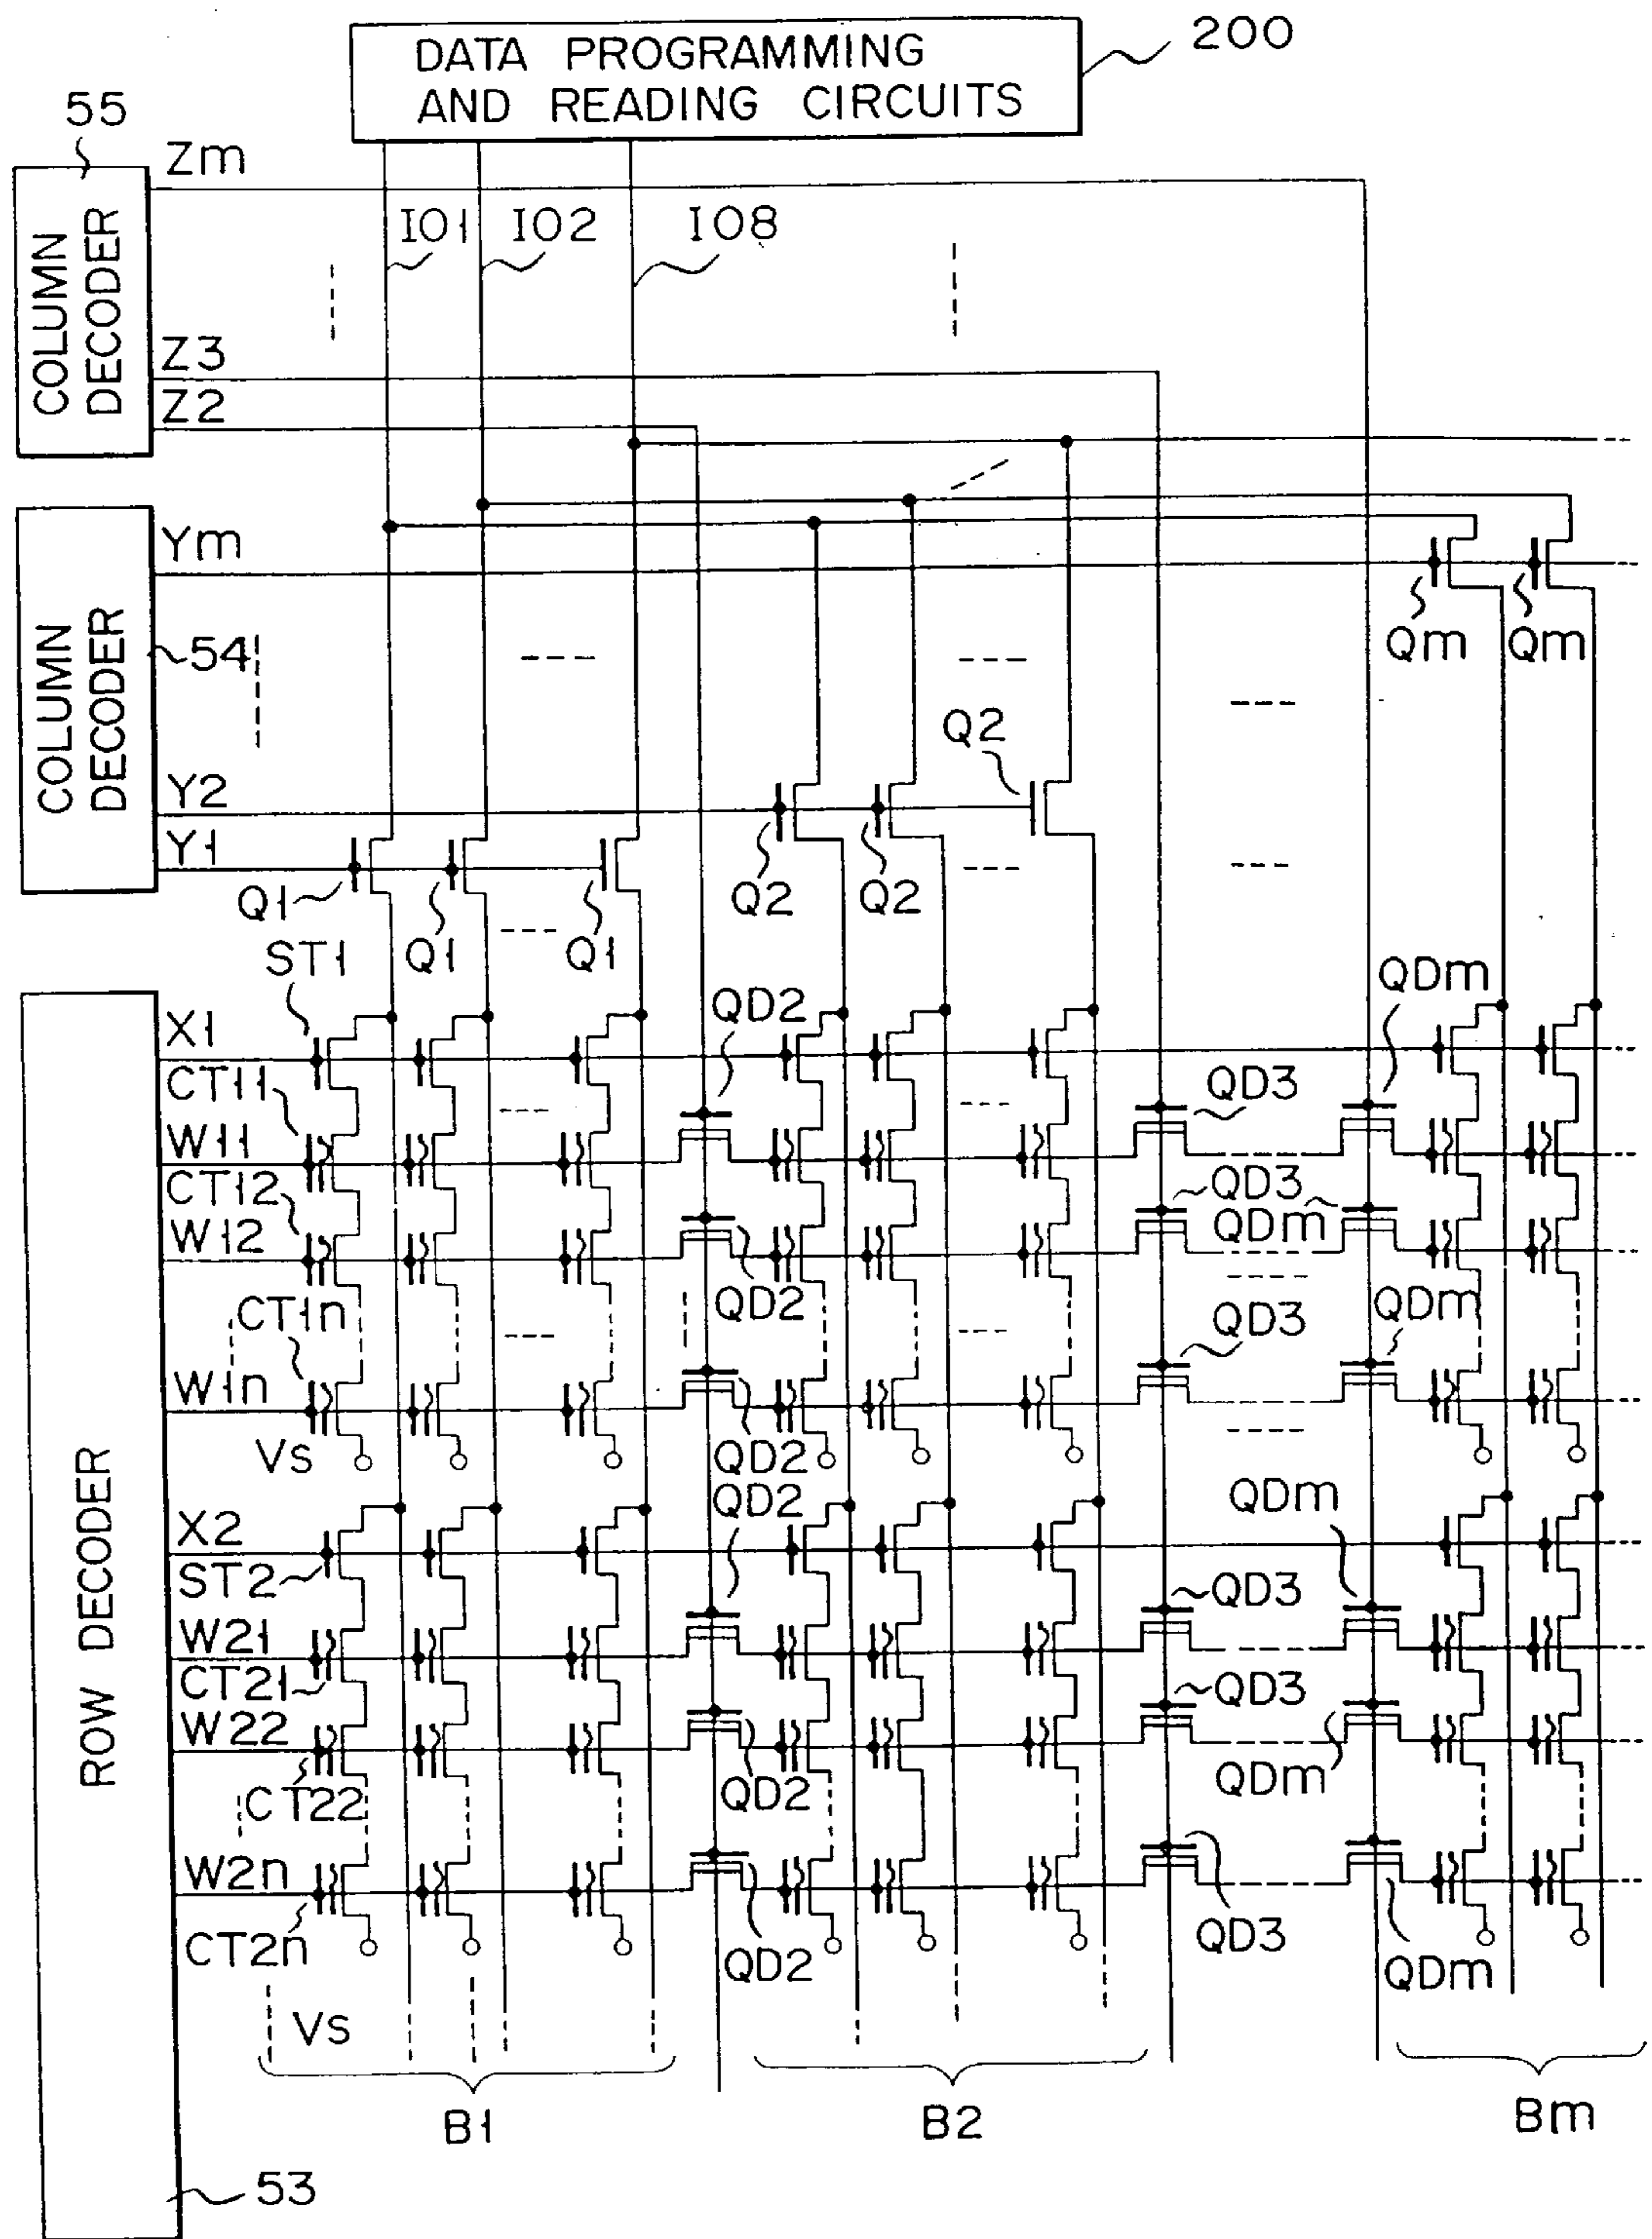 DATA PROGRAMMING
AND READING CIRCUITS
200
55
COLUMN
DECODER
Zm
IO1
IO2
IO8
Z3
Z2
COLUMN
DECODER
54
Ym
Qm
Qm
Q2
Y2
Y1
Q1
Q1
Q1
Q2
Q2
ST1
QD2
QDm
X1
CT11
QD3
W11
CT12
QD3
W12
QDm
CT1n
QD2
QD3
QDm
W1n
Vs
QD2
QD2
QDm
X2
ST2
QD3
W21
CT21
QD3
W22
CT22
QD2
QDm
W2n
CT2n
QD2
QD3
QDm
Vs
ROW DECODER
B1
B2
Bm
53